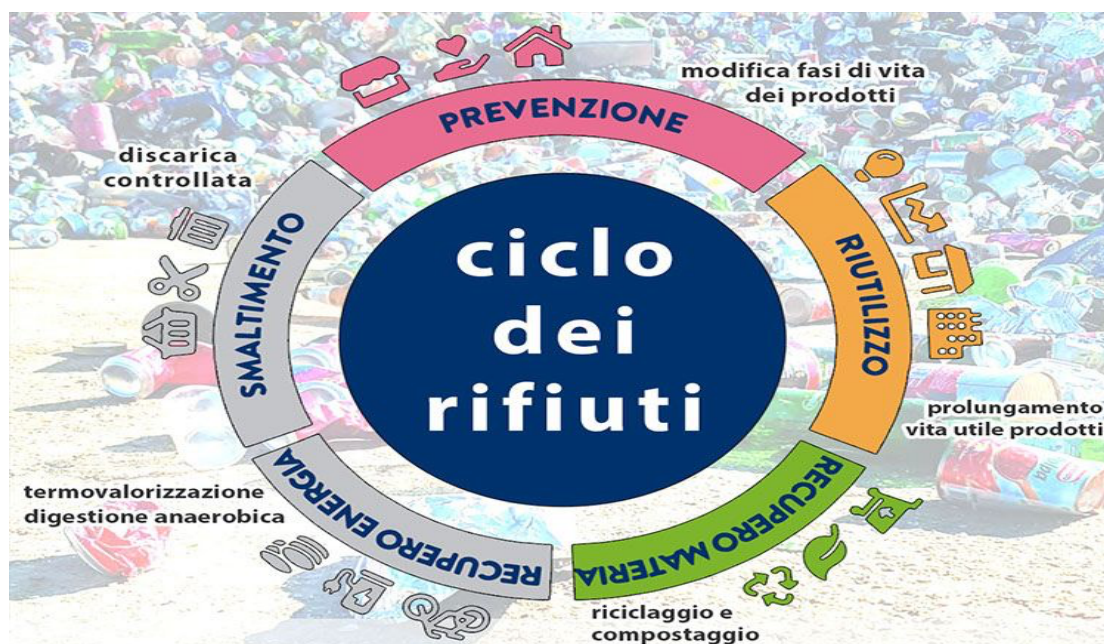 PREVENZIONE
modifica fasi di vita
dei prodotti
RIUTILIZZO
prolungamento
vita utile prodotti
RECUPERO MATERIA
riciclaggio e
compostaggio
RECUPERO ENERGIA
termovalorizzazione
digestione anaerobica
SMALTIMENTO
discarica
controllata
ciclo
dei
rifiuti